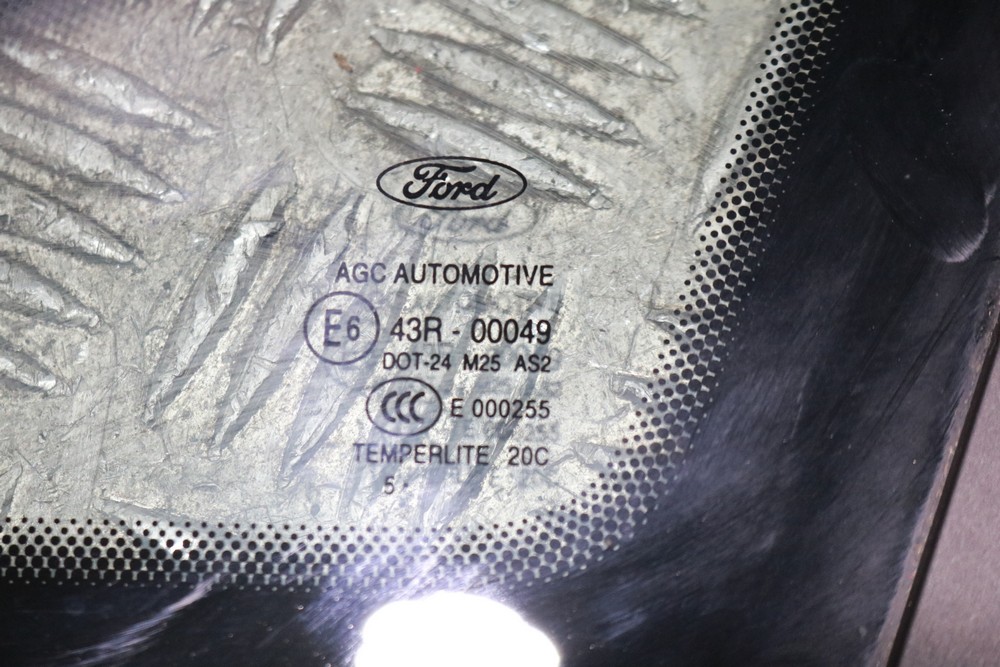 Ford
AGC AUTOMOTIVE
E6 43R - 00049
DOT-24 M25 AS2
CCC E 000255
TEMPERLITE 20C
5 ·